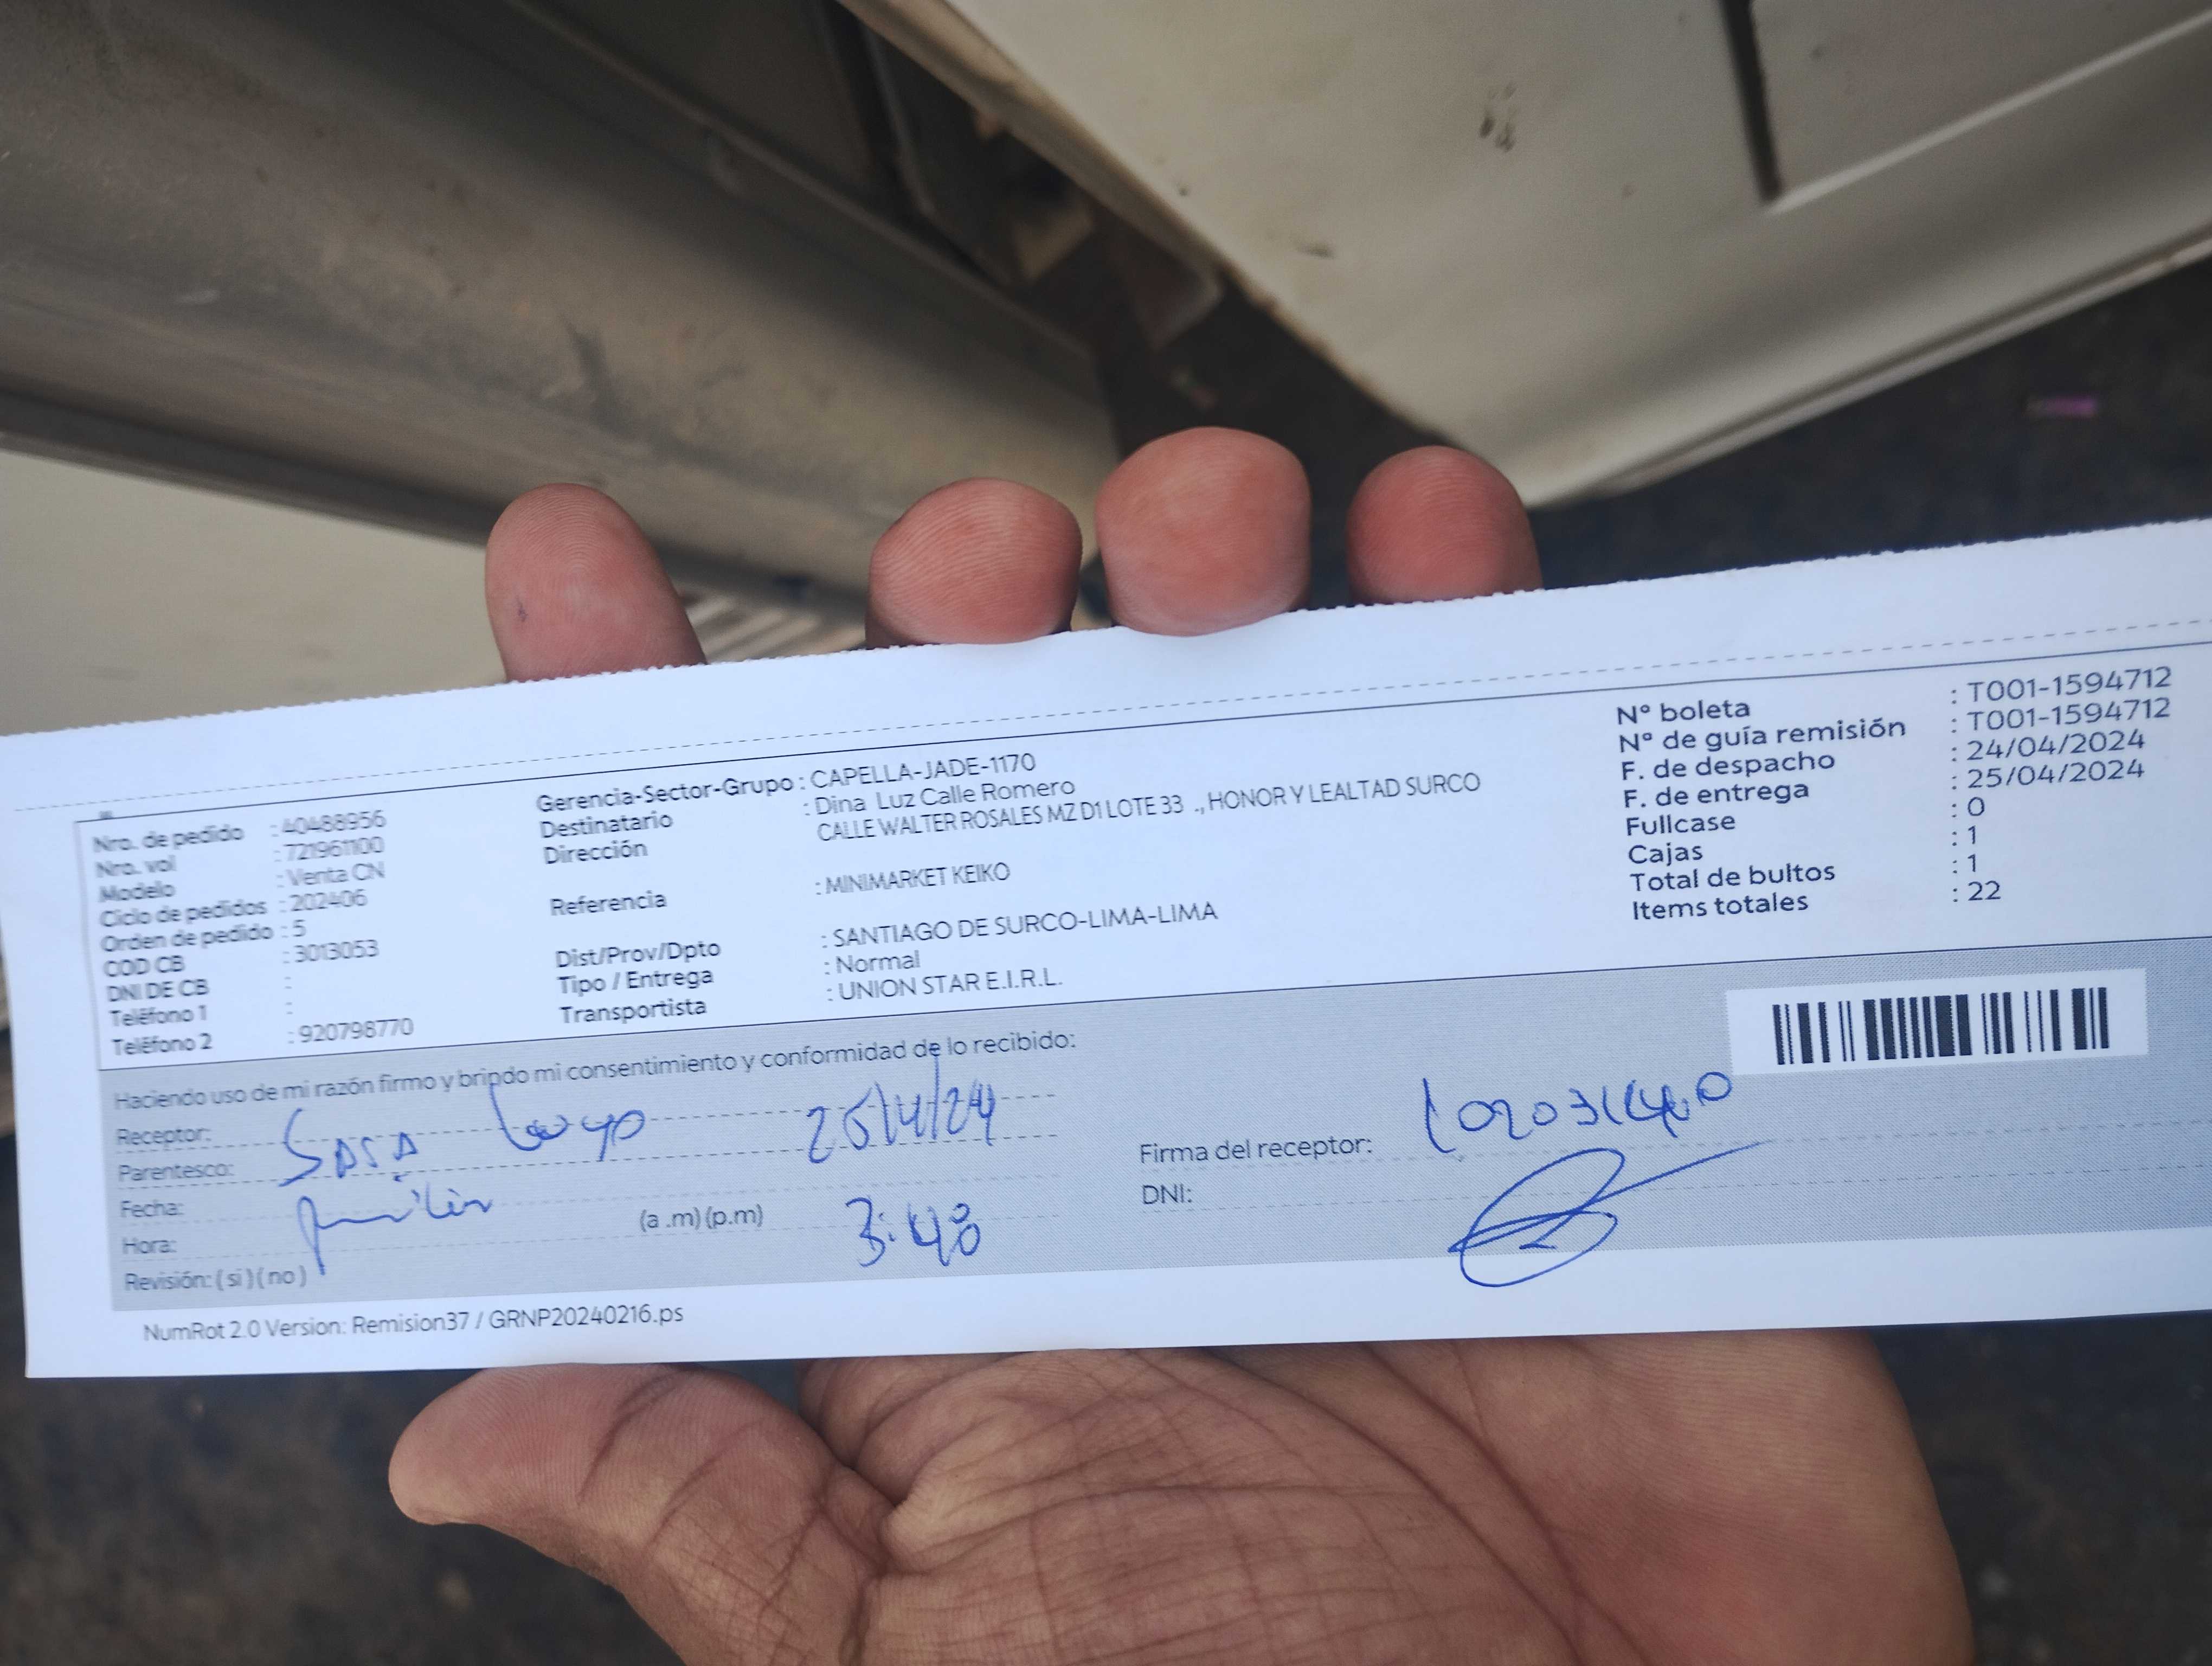 Nro. de pedido : 40488956
Nro. vol : 721961100
Modelo : Venta CN
Ciclo de pedidos : 202406
Orden de pedido : 5
COD CB : 3013053
DNI DE CB :
Teléfono 1 :
Teléfono 2 : 920798770
Gerencia-Sector-Grupo : CAPELLA-JADE-1170
Destinatario : Dina Luz Calle Romero
Dirección CALLE WALTER ROSALES MZ D1 LOTE 33 ., HONOR Y LEALTAD SURCO
Referencia : MINIMARKET KEIKO
Dist/Prov/Dpto : SANTIAGO DE SURCO-LIMA-LIMA
Tipo / Entrega : Normal
Transportista : UNION STAR E.I.R.L.
N° boleta : T001-1594712
N° de guía remisión : T001-1594712
F. de despacho : 24/04/2024
F. de entrega : 25/04/2024
Fullcase : 0
Cajas : 1
Total de bultos : 1
Items totales : 22
Haciendo uso de mi razón firmo y brindo mi consentimiento y conformidad de lo recibido:
Receptor:
Parentesco:
Fecha:
Hora: (a .m) (p.m) 3:48
Revisión: ( si ) ( no )
Firma del receptor:
DNI:
NumRot 2.0 Version: Remision37 / GRNP20240216.ps